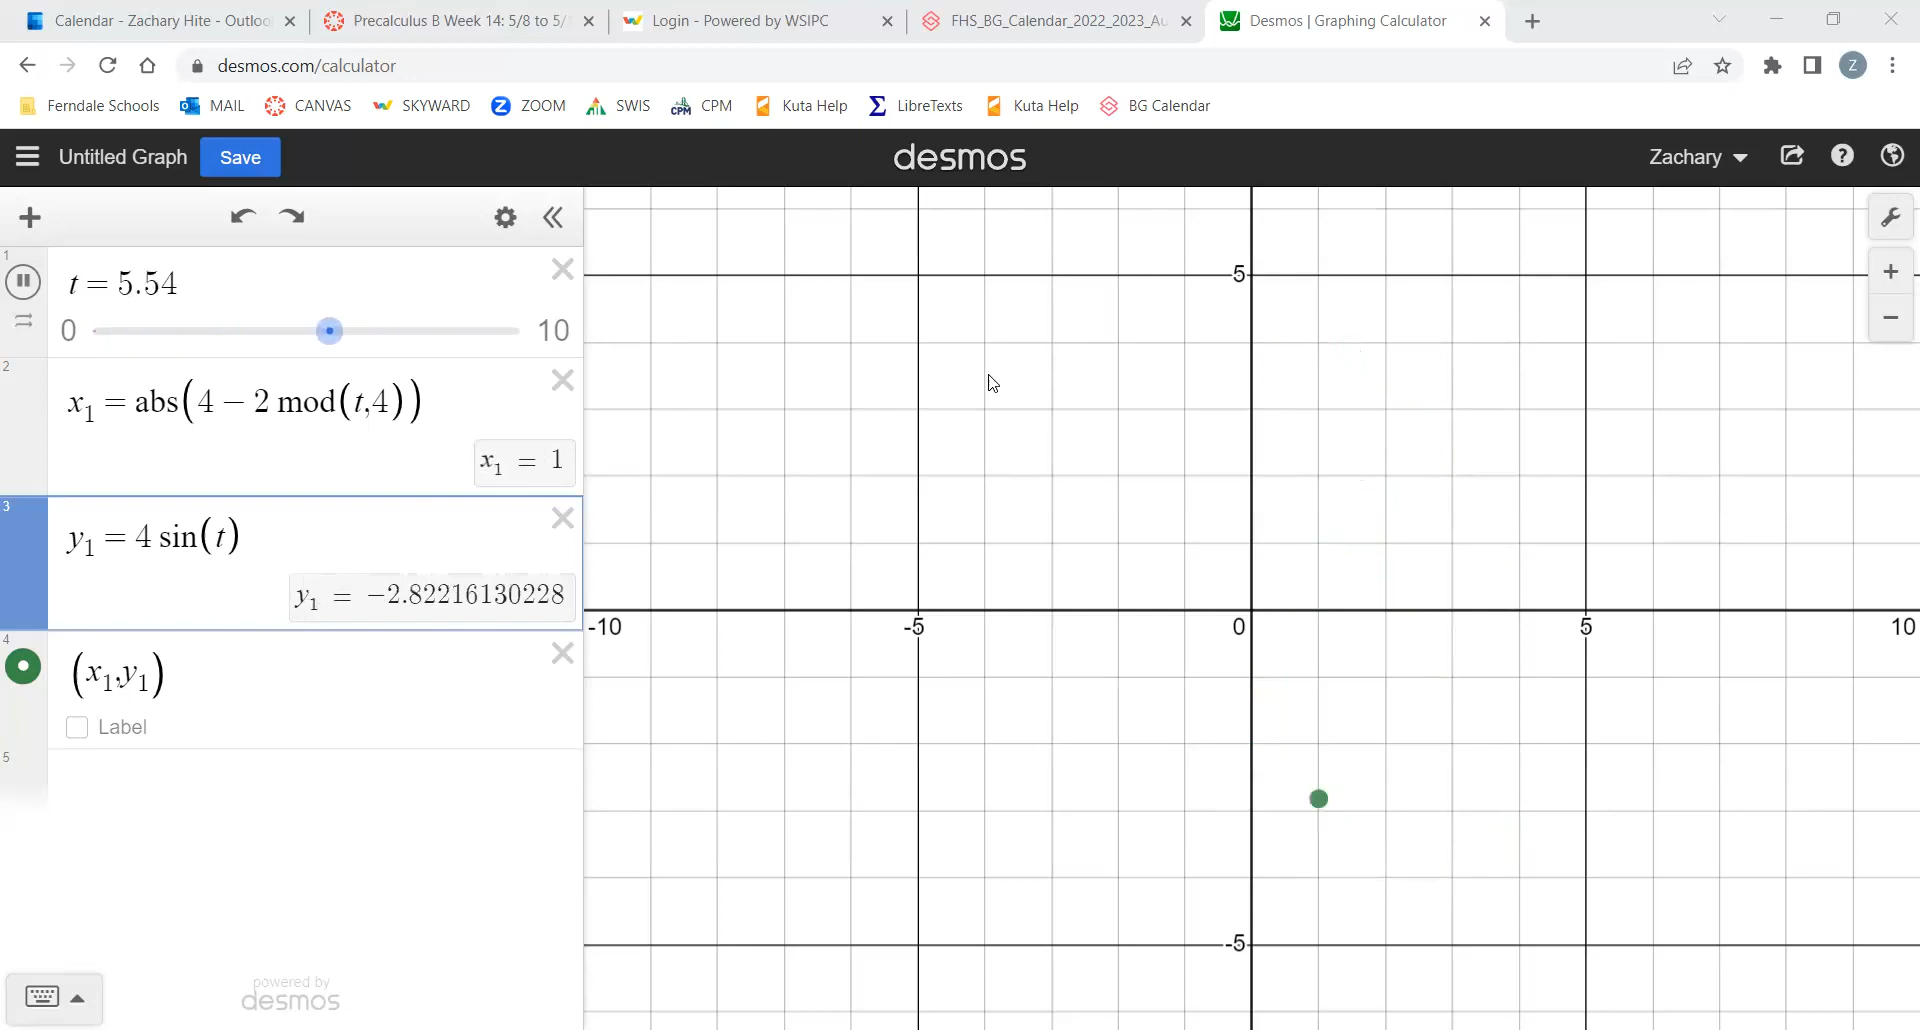 Calendar - Zachary Hite - Outloo
Precalculus B Week 14: 5/8 to 5/
Login - Powered by WSIPC
FHS_BG_Calendar_2022_2023_Au
Desmos | Graphing Calculator
desmos.com/calculator
Z
Ferndale Schools
MAIL
CANVAS
SKYWARD
ZOOM
SWIS
CPM
CPM
Kuta Help
LibreTexts
Kuta Help
BG Calendar
Untitled Graph
Save
desmos
Zachary
1
t = 5.54
0
10
2
x₁ = abs(4 − 2 mod(t,4))
x₁ = 1
3
y₁ = 4 sin(t)
y₁ = −2.82216130228
4
(x₁,y₁)
Label
5
powered by
desmos
5
-10
-5
0
5
10
-5